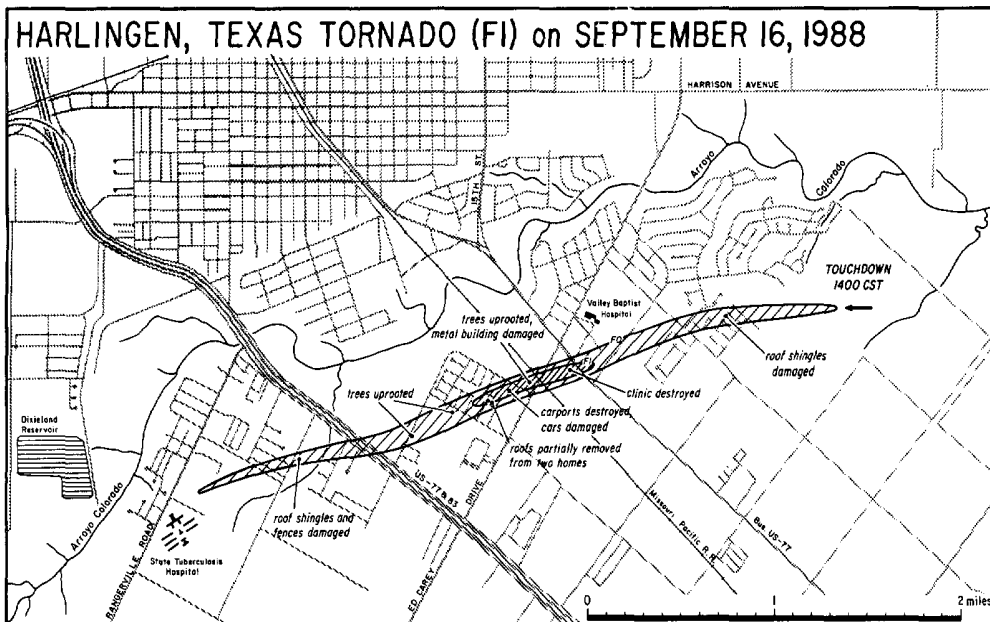 HARLINGEN, TEXAS TORNADO (F1) on SEPTEMBER 16, 1988
HARRISON AVENUE
15TH ST
Arroyo
Colorado
TOUCHDOWN
1400 CST
Valley Baptist
Hospital
trees uprooted,
metal building damaged
F0
F1
roof shingles
damaged
trees uprooted
clinic destroyed
carports destroyed,
cars damaged
roofs partially removed
from two homes
Dixieland
Reservoir
US-77 & 83
DRIVE
ED CAREY
roof shingles and
fences damaged
Missouri Pacific R.R.
Bus US-77
Arroyo Colorado
RANGERVILLE ROAD
State Tuberculosis
Hospital
0 1 2 miles